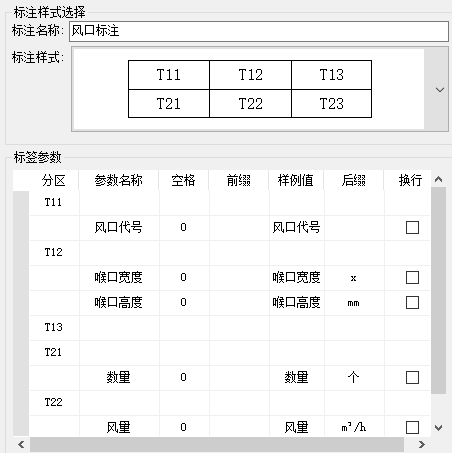 标注样式选择
标注名称: 风口标注
标注样式:
T11 T12 T13
T21 T22 T23
标签参数
分区 参数名称 空格 前缀 样例值 后缀 换行
T11
风口代号 0 风口代号
T12
喉口宽度 0 喉口宽度 x
喉口高度 0 喉口高度 mm
T13
T21
数量 0 数量 个
T22
风量 0 风量 m³/h